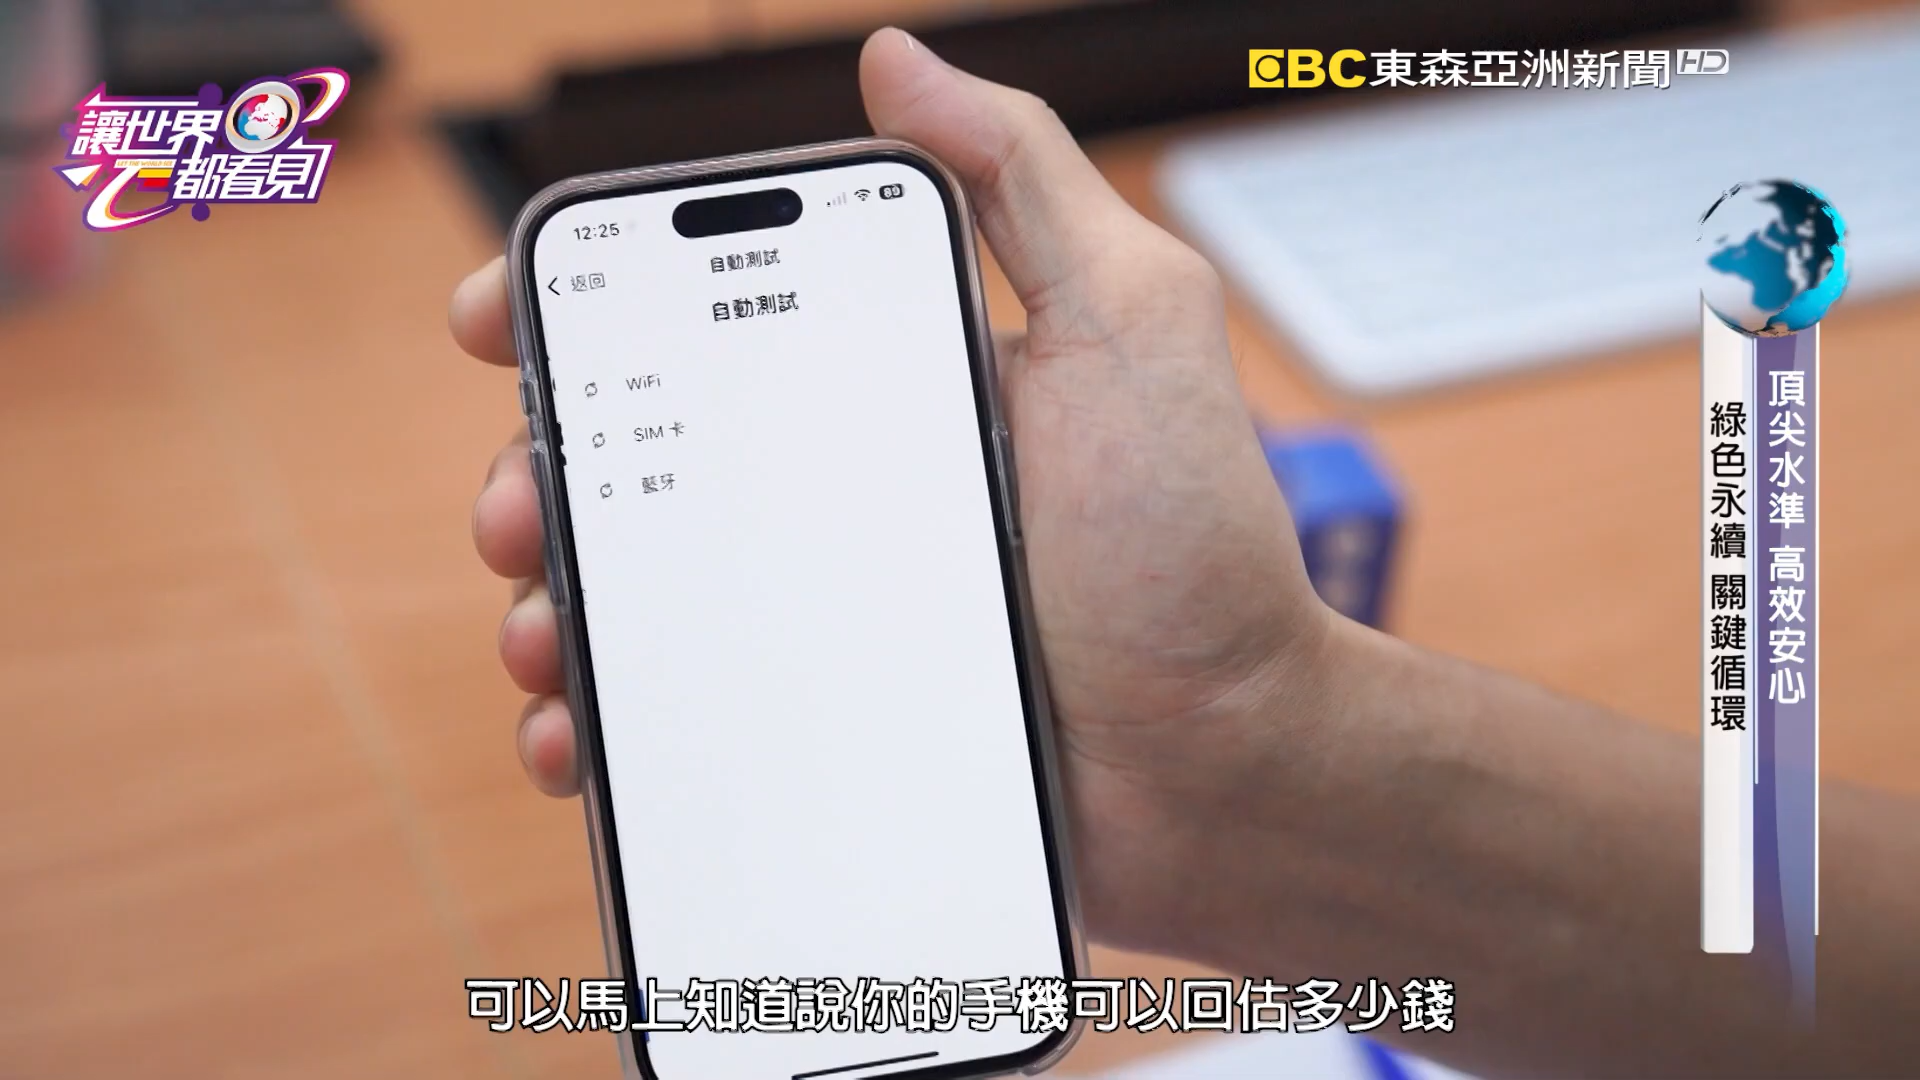 讓世界
都看見
EBC東森亞洲新聞HD
12:25
89
返回
自動測試
自動測試
WiFi
SIM 卡
藍牙
頂尖水準 高效安心
綠色永續 關鍵循環
可以馬上知道說你的手機可以回估多少錢